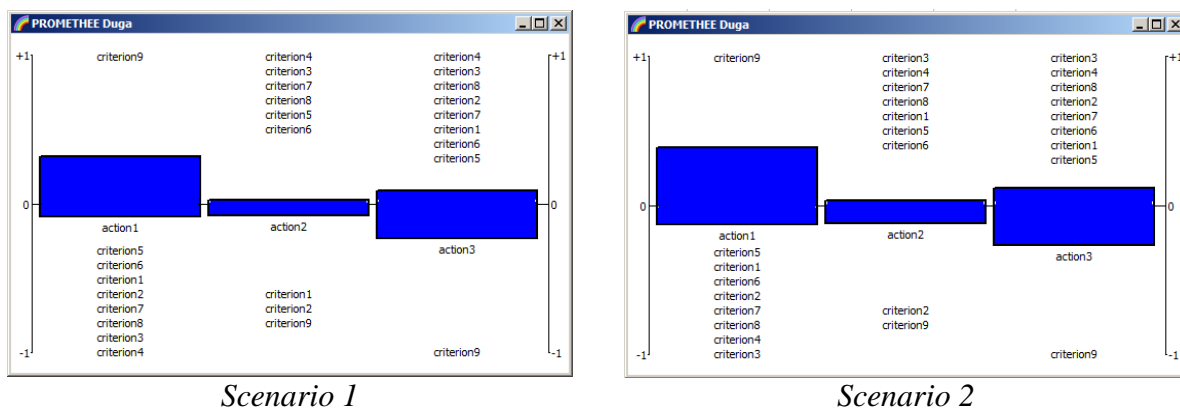 PROMETHEE Duga
+1
criterion9
criterion4
criterion3
criterion7
criterion8
criterion5
criterion6
criterion4
criterion3
criterion8
criterion2
criterion7
criterion1
criterion6
criterion5
+1
0
0
action1
action2
action3
criterion5
criterion6
criterion1
criterion2
criterion7
criterion8
criterion3
criterion4
criterion1
criterion2
criterion9
criterion9
-1
-1
Scenario 1
PROMETHEE Duga
+1
criterion9
criterion3
criterion4
criterion7
criterion8
criterion1
criterion5
criterion6
criterion3
criterion4
criterion8
criterion2
criterion7
criterion6
criterion1
criterion5
+1
0
0
action1
action2
action3
criterion5
criterion1
criterion6
criterion2
criterion7
criterion8
criterion4
criterion3
criterion2
criterion9
criterion9
-1
-1
Scenario 2